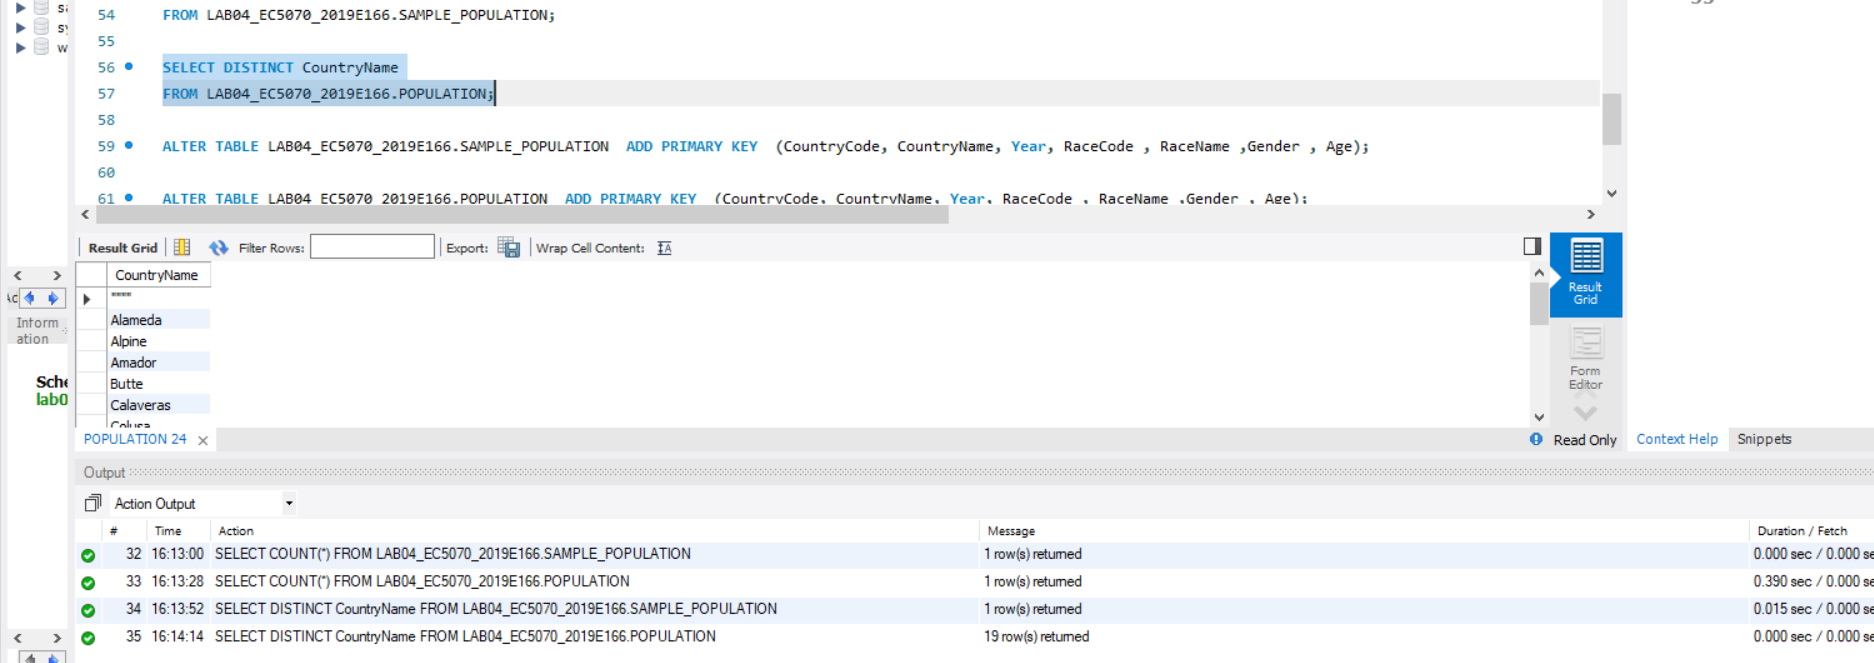 54 FROM LAB04_EC5070_2019E166.SAMPLE_POPULATION;
55
56 SELECT DISTINCT CountryName
57 FROM LAB04_EC5070_2019E166.POPULATION;
58
59 ALTER TABLE LAB04_EC5070_2019E166.SAMPLE_POPULATION ADD PRIMARY KEY (CountryCode, CountryName, Year, RaceCode , RaceName ,Gender , Age);
60
61 ALTER TABLE LAB04_EC5070_2019E166.POPULATION ADD PRIMARY KEY (CountryCode, CountryName, Year, RaceCode , RaceName ,Gender , Age);
Result Grid Filter Rows: Export: Wrap Cell Content:
CountryName
""""
Alameda
Alpine
Amador
Butte
Calaveras
Colusa
Result
Grid
Form
Editor
Inform
ation
Sche
lab0
POPULATION 24
Read Only Context Help Snippets
Output
Action Output
# Time Action Message Duration / Fetch
32 16:13:00 SELECT COUNT(*) FROM LAB04_EC5070_2019E166.SAMPLE_POPULATION 1 row(s) returned 0.000 sec / 0.000 se
33 16:13:28 SELECT COUNT(*) FROM LAB04_EC5070_2019E166.POPULATION 1 row(s) returned 0.390 sec / 0.000 se
34 16:13:52 SELECT DISTINCT CountryName FROM LAB04_EC5070_2019E166.SAMPLE_POPULATION 1 row(s) returned 0.015 sec / 0.000 se
35 16:14:14 SELECT DISTINCT CountryName FROM LAB04_EC5070_2019E166.POPULATION 19 row(s) returned 0.000 sec / 0.000 se